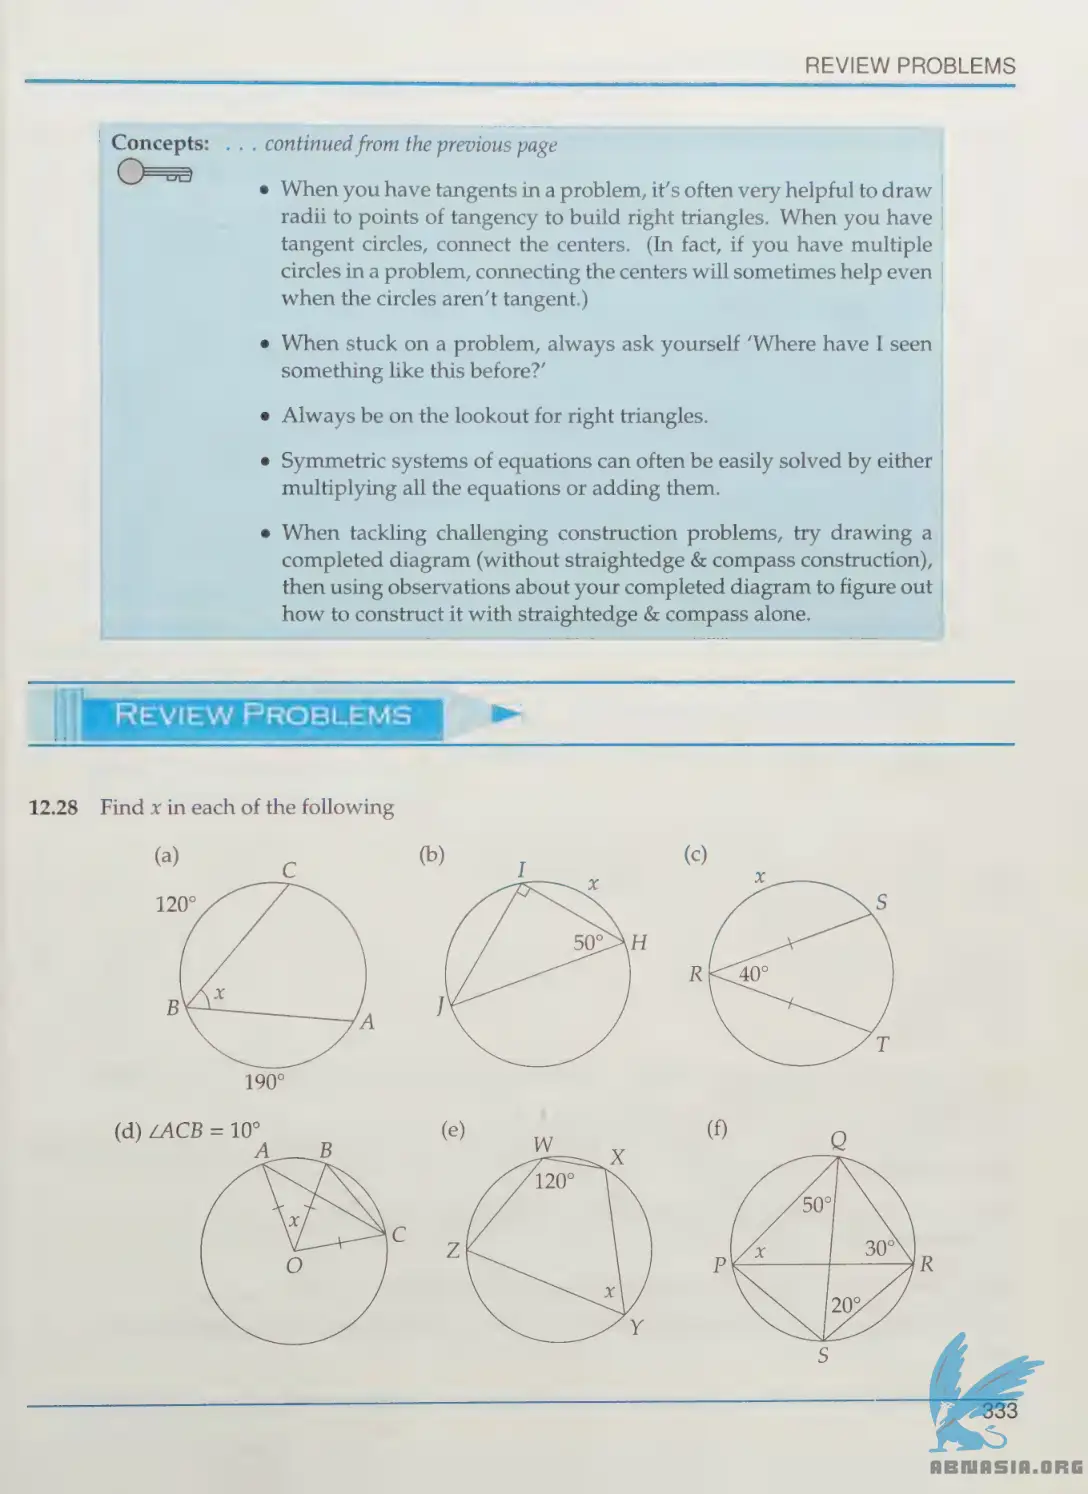 REVIEW PROBLEMS
Concepts: . . . continued from the previous page
• When you have tangents in a problem, it's often very helpful to draw
radii to points of tangency to build right triangles. When you have
tangent circles, connect the centers. (In fact, if you have multiple
circles in a problem, connecting the centers will sometimes help even
when the circles aren't tangent.)
• When stuck on a problem, always ask yourself 'Where have I seen
something like this before?'
• Always be on the lookout for right triangles.
• Symmetric systems of equations can often be easily solved by either
multiplying all the equations or adding them.
• When tackling challenging construction problems, try drawing a
completed diagram (without straightedge & compass construction),
then using observations about your completed diagram to figure out
how to construct it with straightedge & compass alone.
REVIEW PROBLEMS
12.28 Find x in each of the following
(a)
C
120°
B
x
A
190°
(b)
I
x
50°
H
J
(c)
x
S
R
40°
T
(d) ∠ACB = 10°
A
B
x
C
O
(e)
W
X
120°
Z
x
Y
(f)
Q
50°
P
x
30°
R
20°
S
333
ABNASIA.ORG